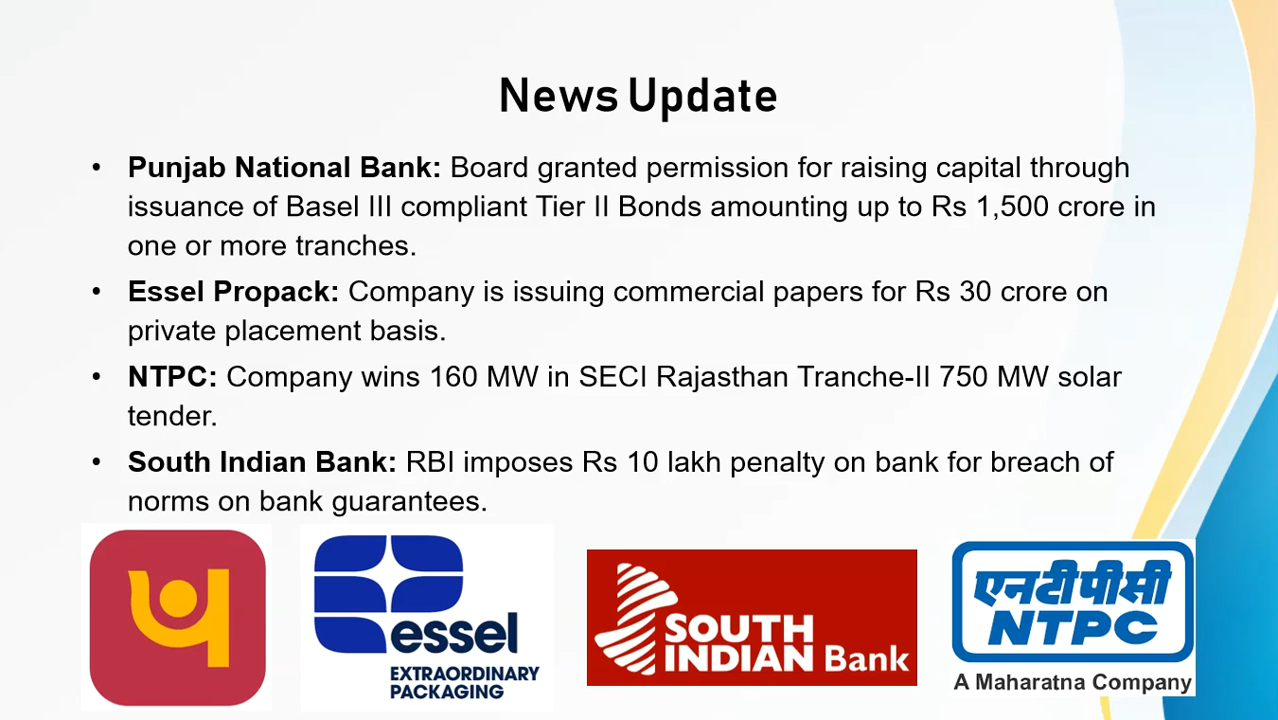 News Update
• Punjab National Bank: Board granted permission for raising capital through
issuance of Basel III compliant Tier II Bonds amounting up to Rs 1,500 crore in
one or more tranches.
• Essel Propack: Company is issuing commercial papers for Rs 30 crore on
private placement basis.
• NTPC: Company wins 160 MW in SECI Rajasthan Tranche-II 750 MW solar
tender.
• South Indian Bank: RBI imposes Rs 10 lakh penalty on bank for breach of
norms on bank guarantees.
essel
EXTRAORDINARY
PACKAGING
SOUTH
INDIAN Bank
एनटीपीसी
NTPC
A Maharatna Company